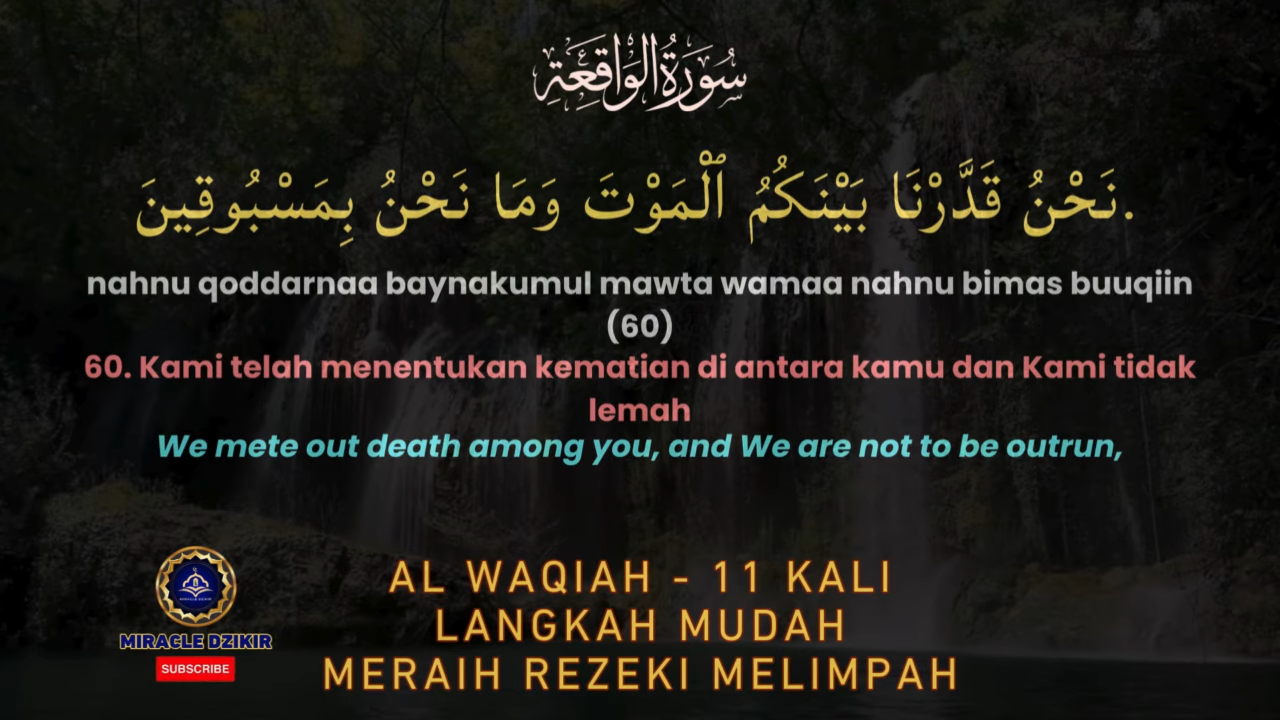 سُورَةُ الوَاقِعَةِ
نَحْنُ قَدَّرْنَا بَيْنَكُمُ ٱلْمَوْتَ وَمَا نَحْنُ بِمَسْبُوقِينَ.
nahnu qoddarnaa baynakumul mawta wamaa nahnu bimas buuqiin
(60)
60. Kami telah menentukan kematian di antara kamu dan Kami tidak
lemah
We mete out death among you, and We are not to be outrun,
AL WAQIAH - 11 KALI
LANGKAH MUDAH
MERAIH REZEKI MELIMPAH
MIRACLE DZIKIR
MIRACLE DZIKIR
SUBSCRIBE